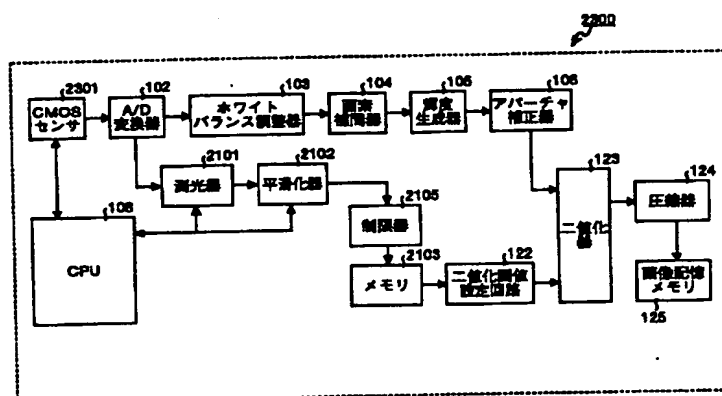 2300
2301
102
103
104
105
106
CMOS
センサ
A/D
変換器
ホワイト
バランス調整器
画素
補間器
輝度
生成器
アパーチャ
補正器
2101
2102
測光器
平滑化器
2105
制限器
108
CPU
2103
メモリ
122
二値化閾値
設定回路
123
二値化
器
124
圧縮器
画像記憶
メモリ
125